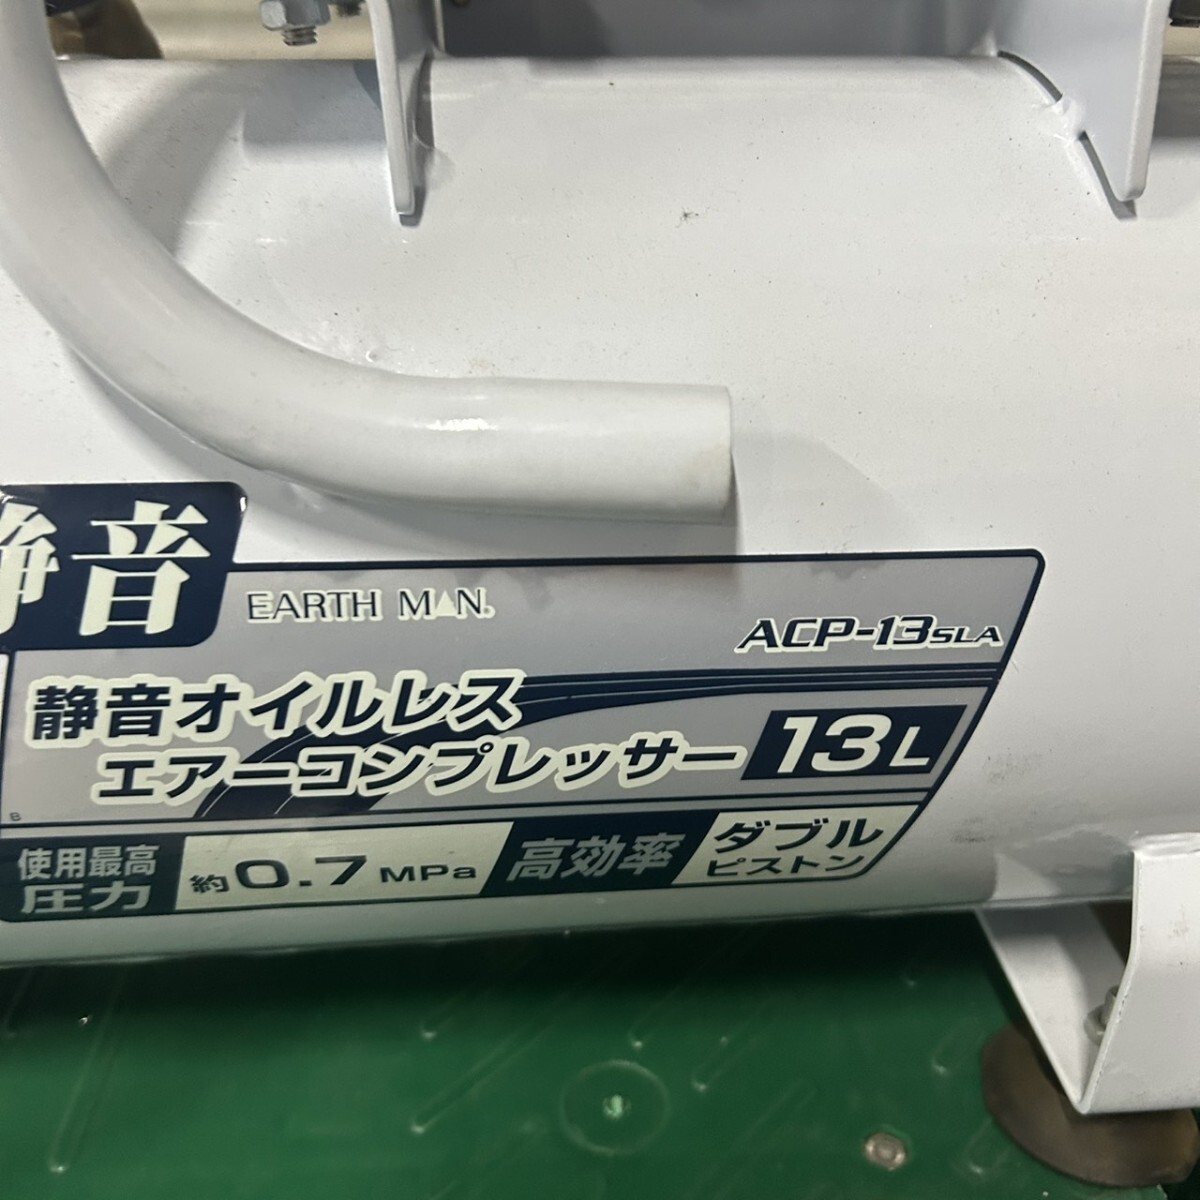 静音
EARTH MAN
ACP-13SLA
静音オイルレス
エアーコンプレッサー 13L
B
使用最高圧力 約0.7MPa 高効率 ダブルピストン